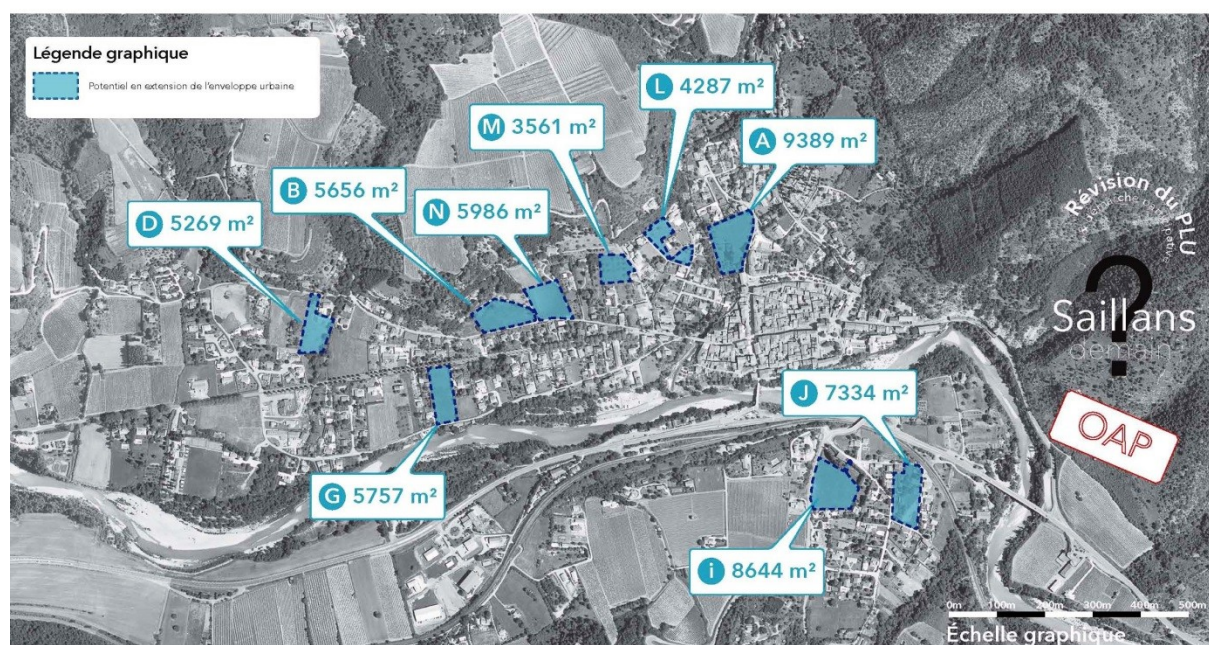 Légende graphique
Potentiel en extension de l'enveloppe urbaine
L 4287 m²
M 3561 m²
A 9389 m²
B 5656 m²
N 5986 m²
D 5269 m²
Révision du PLU
?
Saillans
demain
J 7334 m²
OAP
G 5757 m²
i 8644 m²
0m 100m 200m 300m 400m 500m
Échelle graphique